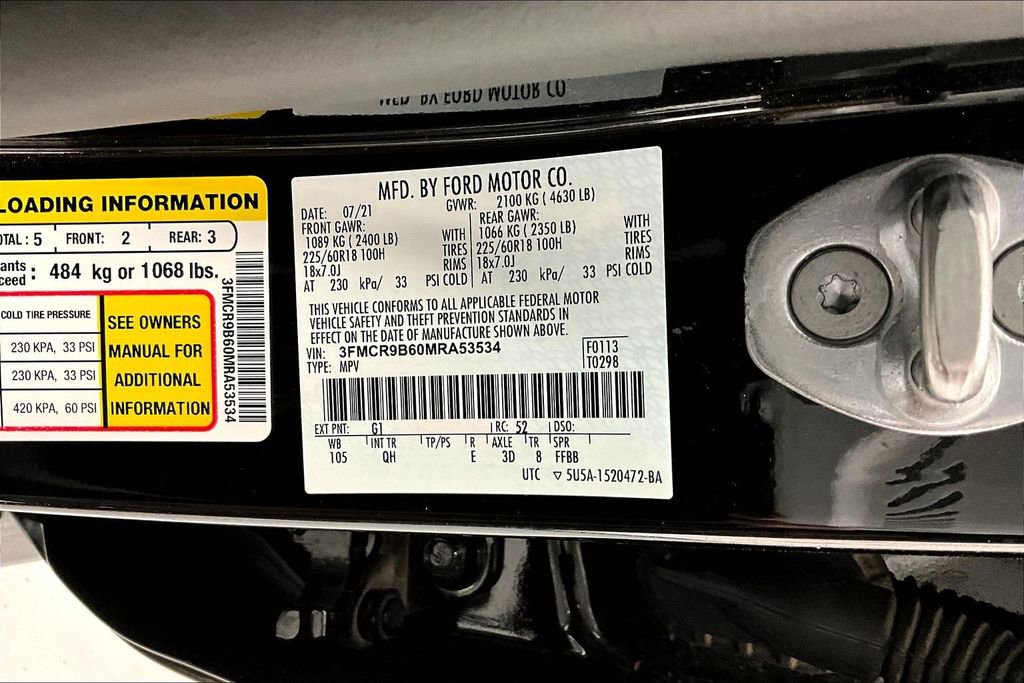 LOADING INFORMATION
OTAL : 5 FRONT: 2 REAR: 3
ants
ceed : 484 kg or 1068 lbs.
COLD TIRE PRESSURE
230 KPA, 33 PSI
230 KPA, 33 PSI
420 KPA, 60 PSI
SEE OWNERS
MANUAL FOR
ADDITIONAL
INFORMATION
3FMCR9B60MRA53534
MFD. BY FORD MOTOR CO.
MFD. BY FORD MOTOR CO.
DATE: 07/21 GVWR: 2100 KG ( 4630 LB)
FRONT GAWR: REAR GAWR:
1089 KG ( 2400 LB) WITH 1066 KG ( 2350 LB) WITH
225/60R18 100H TIRES 225/60R18 100H TIRES
18x7.0J RIMS 18x7.0J RIMS
AT 230 kPa/ 33 PSI COLD AT 230 kPa/ 33 PSI COLD
THIS VEHICLE CONFORMS TO ALL APPLICABLE FEDERAL MOTOR
VEHICLE SAFETY AND THEFT PREVENTION STANDARDS IN
EFFECT ON THE DATE OF MANUFACTURE SHOWN ABOVE.
VIN: 3FMCR9B60MRA53534 F0113
TYPE: MPV T0298
EXT PNT: G1 RC: 52 DSO:
WB INT TR TP/PS R AXLE TR SPR
105 QH E 3D 8 FFBB
UTC ▽ 5U5A-1520472-BA